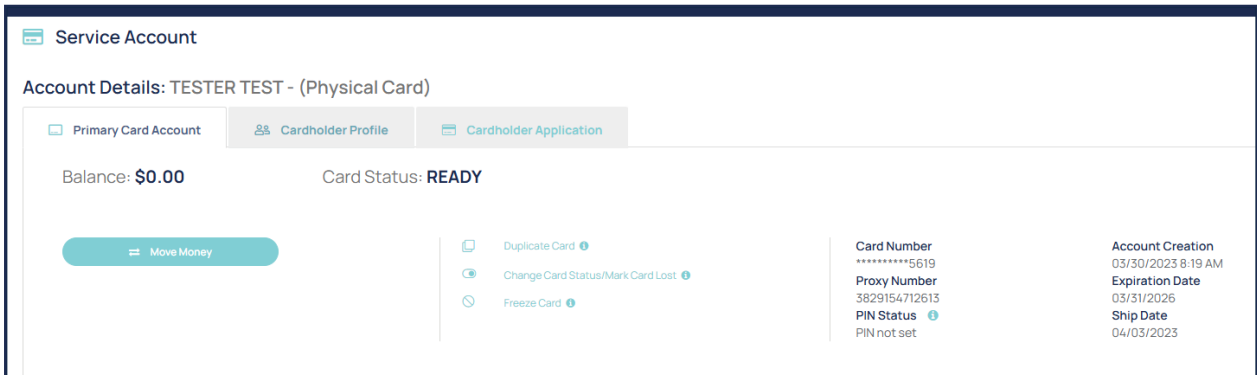 Service Account
Account Details: TESTER TEST - (Physical Card)
Primary Card Account
Cardholder Profile
Cardholder Application
Balance: $0.00
Card Status: READY
Move Money
Duplicate Card
Change Card Status/Mark Card Lost
Freeze Card
Card Number
**********5619
Proxy Number
3829154712613
PIN Status
PIN not set
Account Creation
03/30/2023 8:19 AM
Expiration Date
03/31/2026
Ship Date
04/03/2023